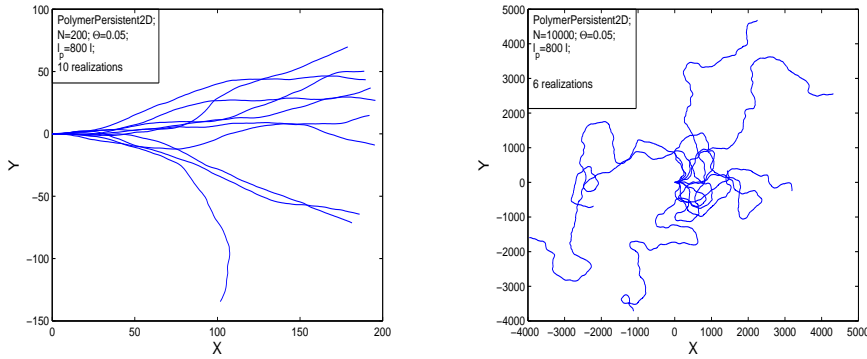 PolymerPersistent2D;
N=200; Θ=0.05;
l_p=800 l;
10 realizations
100
50
0
−50
−100
−150
0
50
100
150
200
X
Y
PolymerPersistent2D;
N=10000; Θ=0.05;
l_p=800 l;
6 realizations
5000
4000
3000
2000
1000
0
−1000
−2000
−3000
−4000
−4000
−3000
−2000
−1000
0
1000
2000
3000
4000
5000
X
Y